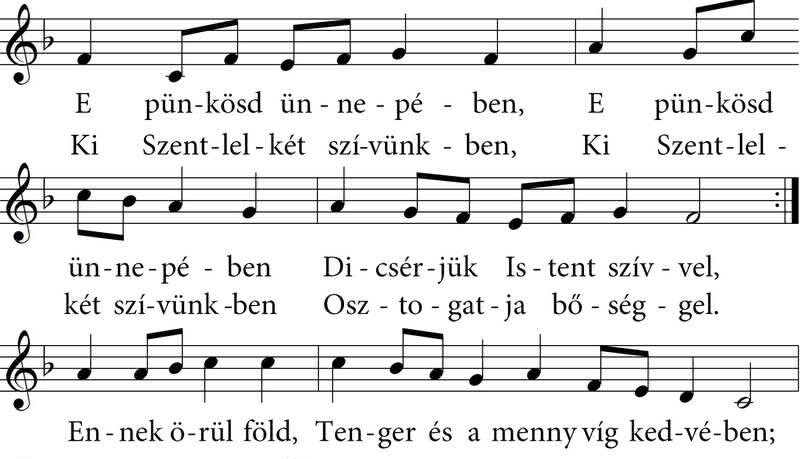 E pün-kösd ün-ne-pé-ben, E pün-kösd
Ki Szent-lel-két szí-vünk-ben, Ki Szent-lel-
ün-ne-pé-ben Di-csér-jük Is-tent szív-vel,
két szí-vünk-ben Osz-to-gat-ja bő-ség-gel.
En-nek ö-rül föld, Ten-ger és a menny víg ked-vé-ben;